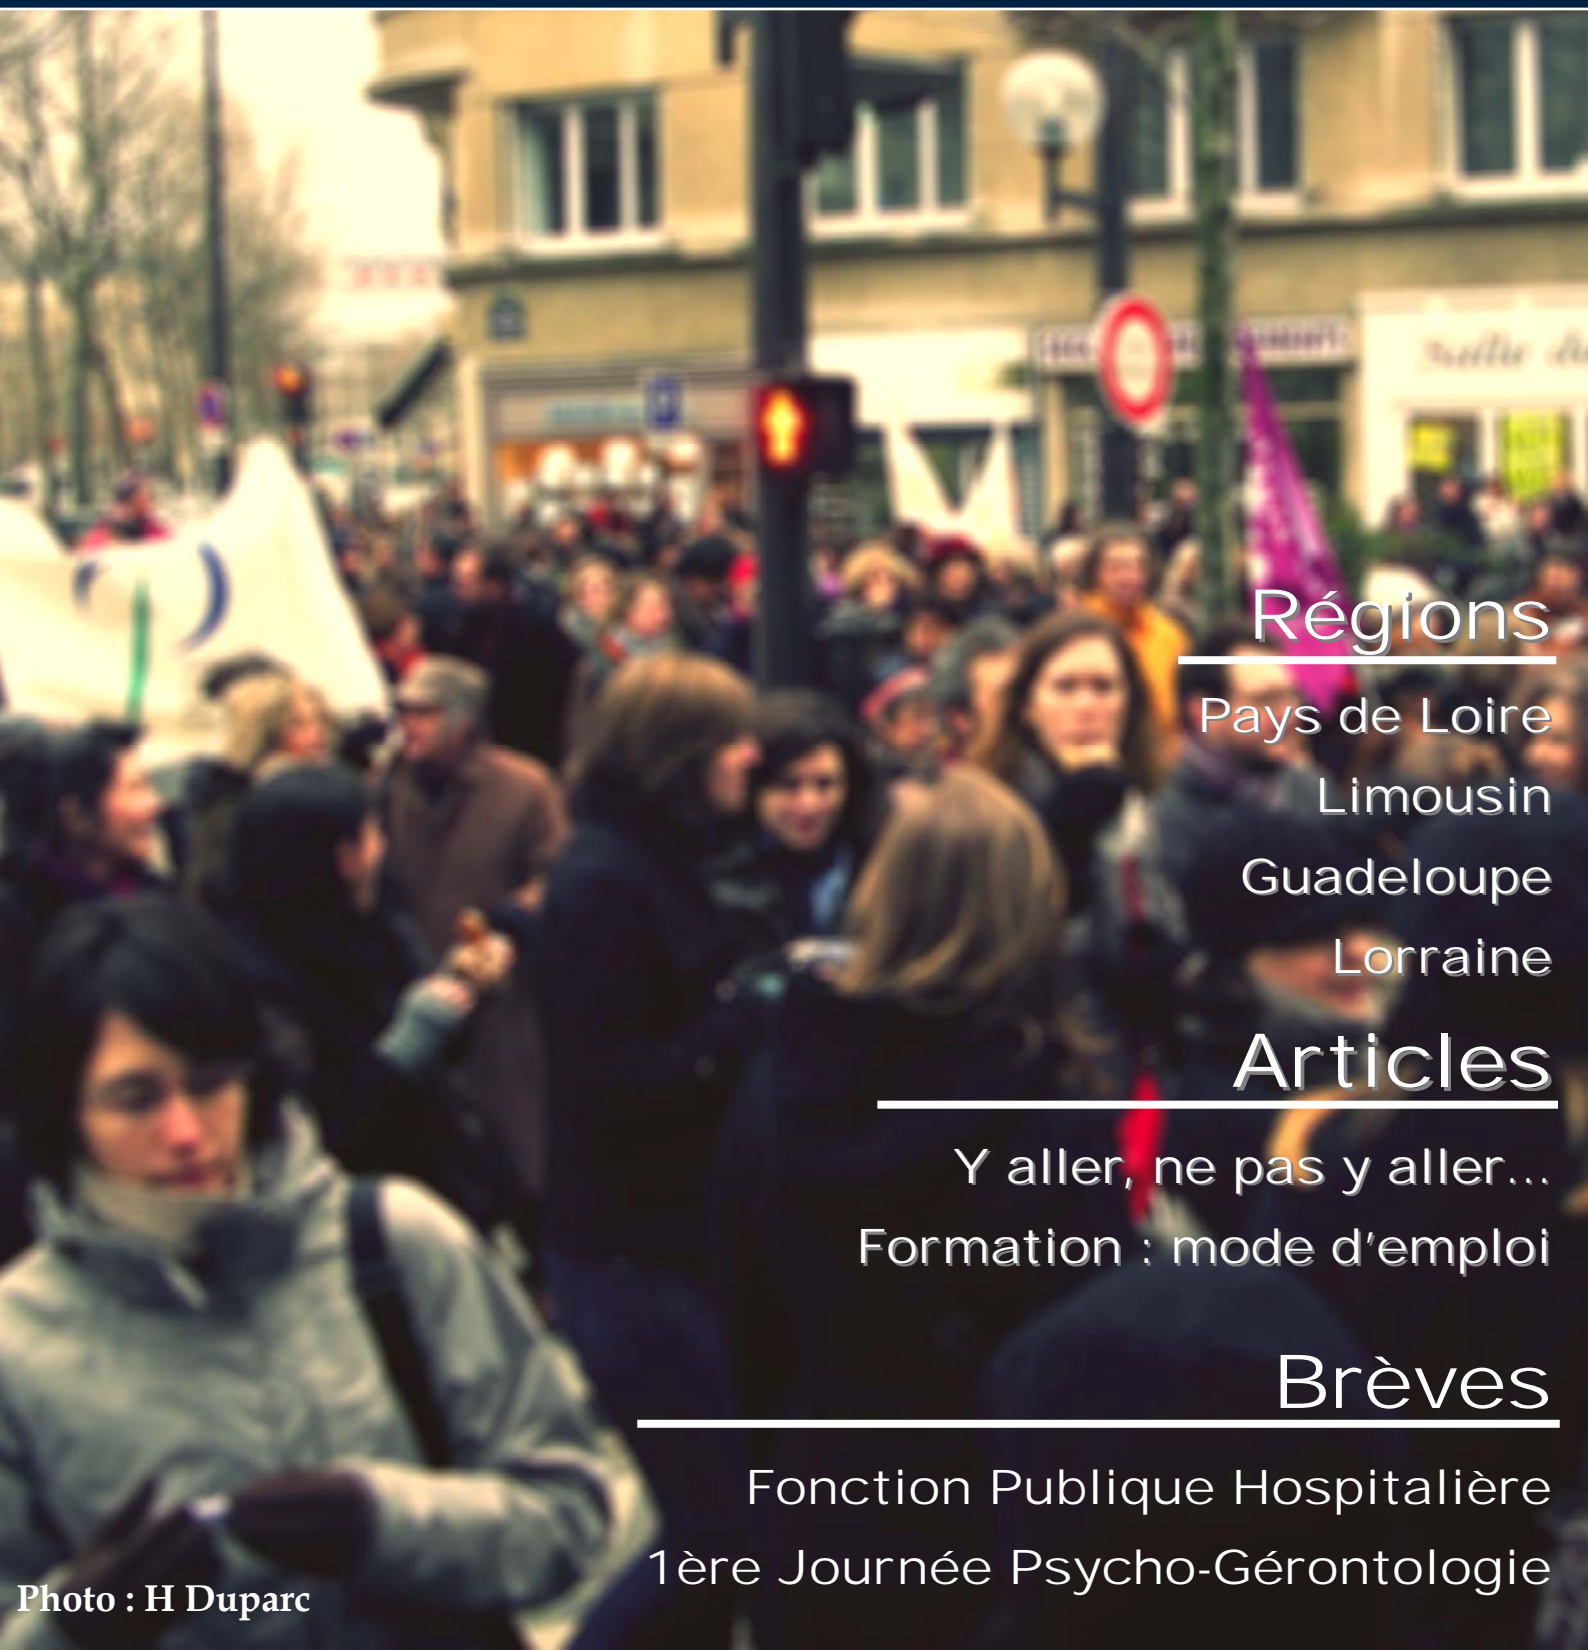 Régions
Pays de Loire
Limousin
Guadeloupe
Lorraine
Articles
Y aller, ne pas y aller...
Formation : mode d'emploi
Brèves
Fonction Publique Hospitalière
1ère Journée Psycho-Gérontologie
Photo : H Duparc